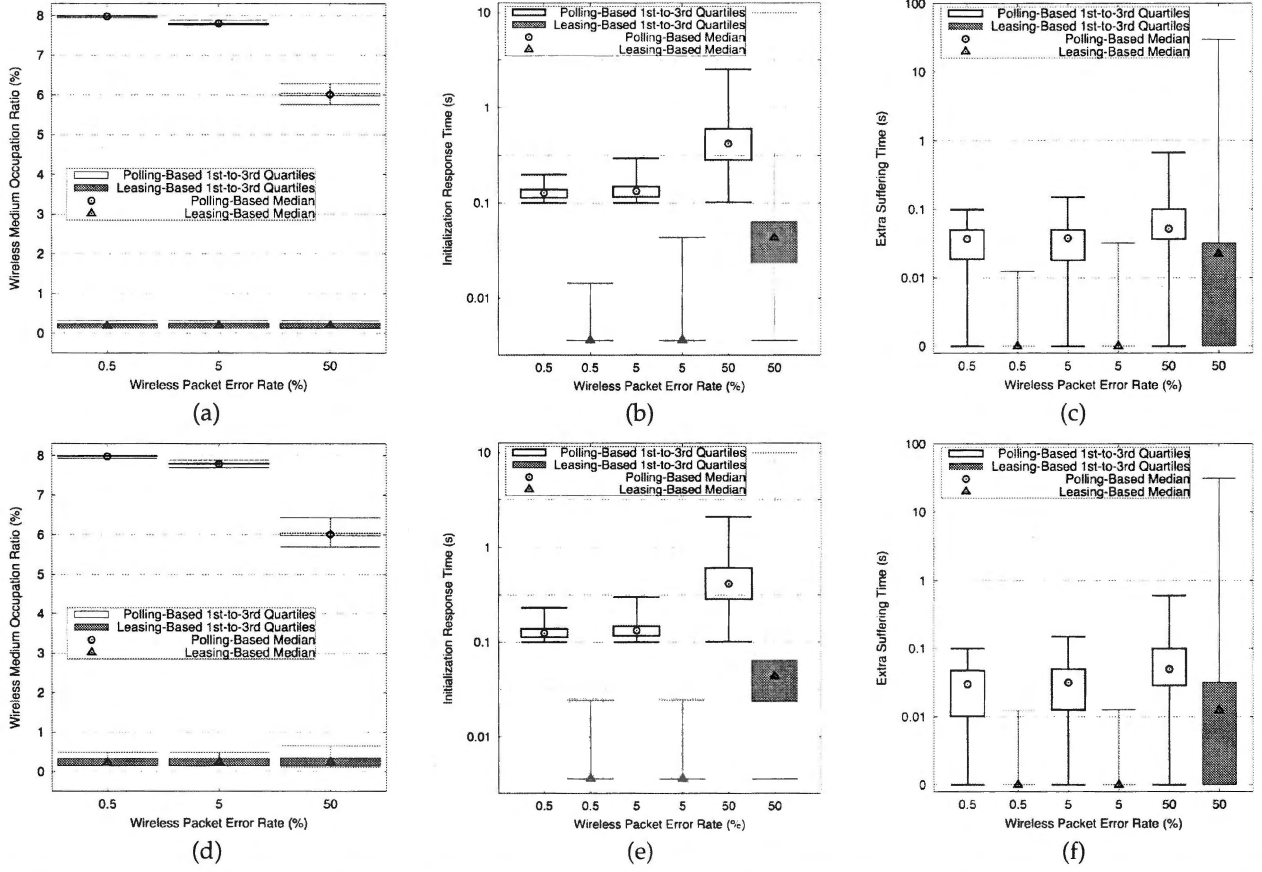 Wireless Medium Occupation Ratio (%)
8
7
6
5
4
3
2
1
0
Polling-Based 1st-to-3rd Quartiles
Leasing-Based 1st-to-3rd Quartiles
Polling-Based Median
Leasing-Based Median
0.5
5
50
Wireless Packet Error Rate (%)
(a)
Initialization Response Time (s)
10
1
0.1
0.01
Polling-Based 1st-to-3rd Quartiles
Leasing-Based 1st-to-3rd Quartiles
Polling-Based Median
Leasing-Based Median
0.5
0.5
5
5
50
50
Wireless Packet Error Rate (%)
(b)
Extra Suffering Time (s)
100
10
1
0.1
0.01
0
Polling-Based 1st-to-3rd Quartiles
Leasing-Based 1st-to-3rd Quartiles
Polling-Based Median
Leasing-Based Median
0.5
0.5
5
5
50
50
Wireless Packet Error Rate (%)
(c)
Wireless Medium Occupation Ratio (%)
8
7
6
5
4
3
2
1
0
Polling-Based 1st-to-3rd Quartiles
Leasing-Based 1st-to-3rd Quartiles
Polling-Based Median
Leasing-Based Median
0.5
5
50
Wireless Packet Error Rate (%)
(d)
Initialization Response Time (s)
10
1
0.1
0.01
Polling-Based 1st-to-3rd Quartiles
Leasing-Based 1st-to-3rd Quartiles
Polling-Based Median
Leasing-Based Median
0.5
0.5
5
5
50
50
Wireless Packet Error Rate (%)
(e)
Extra Suffering Time (s)
100
10
1
0.1
0.01
0
Polling-Based 1st-to-3rd Quartiles
Leasing-Based 1st-to-3rd Quartiles
Polling-Based Median
Leasing-Based Median
0.5
0.5
5
5
50
50
Wireless Packet Error Rate (%)
(f)